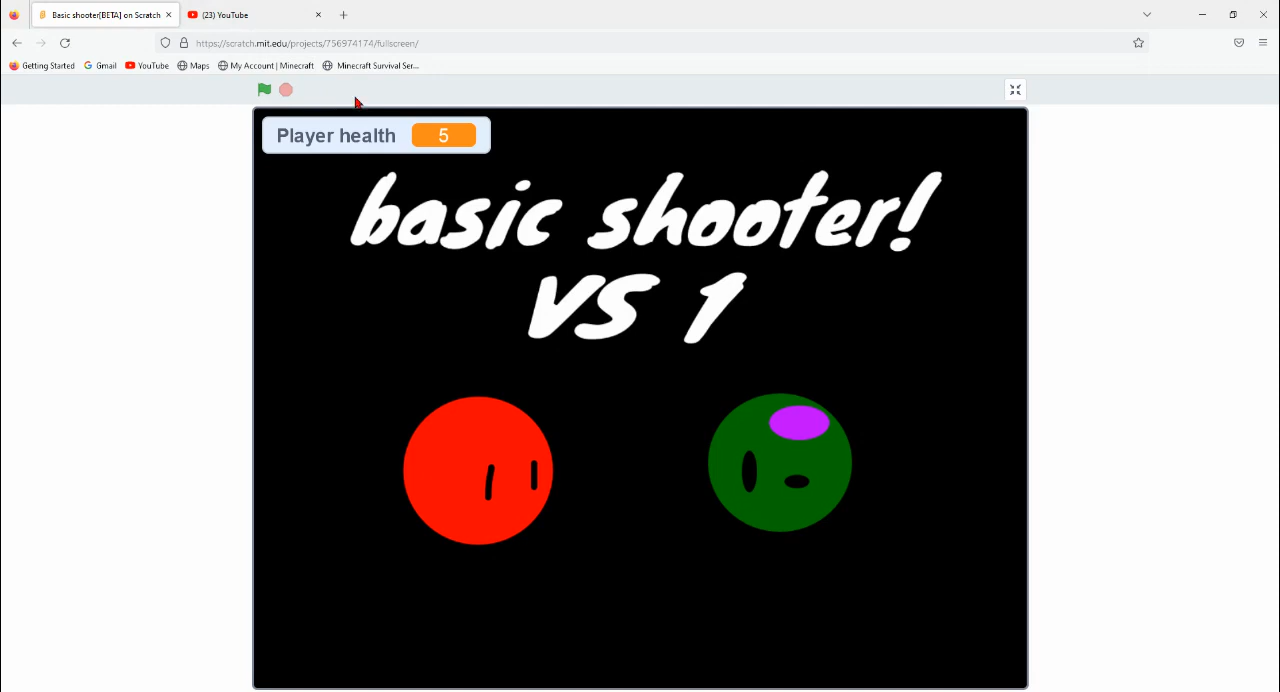 Basic shooter[BETA] on Scratch
(23) YouTube
https://scratch.mit.edu/projects/756974174/fullscreen/
Getting Started Gmail YouTube Maps My Account | Minecraft Minecraft Survival Ser...
Player health 5
basic shooter!
VS 1